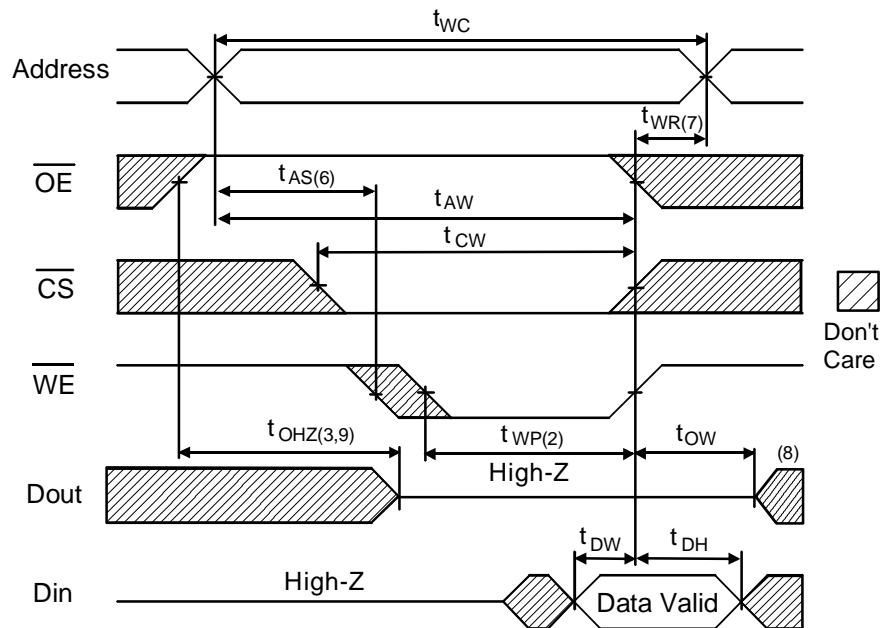 tWC
Address
tWR(7)
OE
tAS(6)
tAW
tCW
CS
Don't
Care
WE
tOHZ(3,9)
tWP(2)
tOW
(8)
High-Z
Dout
tDW
tDH
High-Z
Din
Data Valid